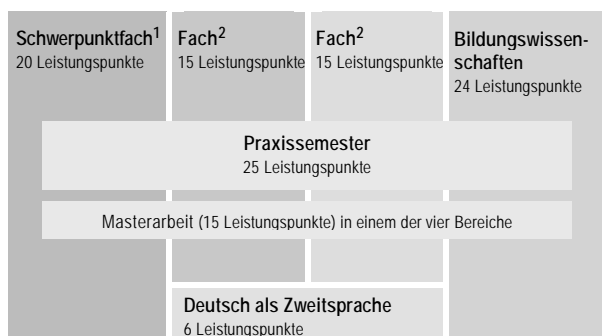 Schwerpunktfach¹
20 Leistungspunkte
Fach²
15 Leistungspunkte
Fach²
15 Leistungspunkte
Bildungswissen-
schaften
24 Leistungspunkte
Praxissemester
25 Leistungspunkte
Masterarbeit (15 Leistungspunkte) in einem der vier Bereiche
Deutsch als Zweitsprache
6 Leistungspunkte